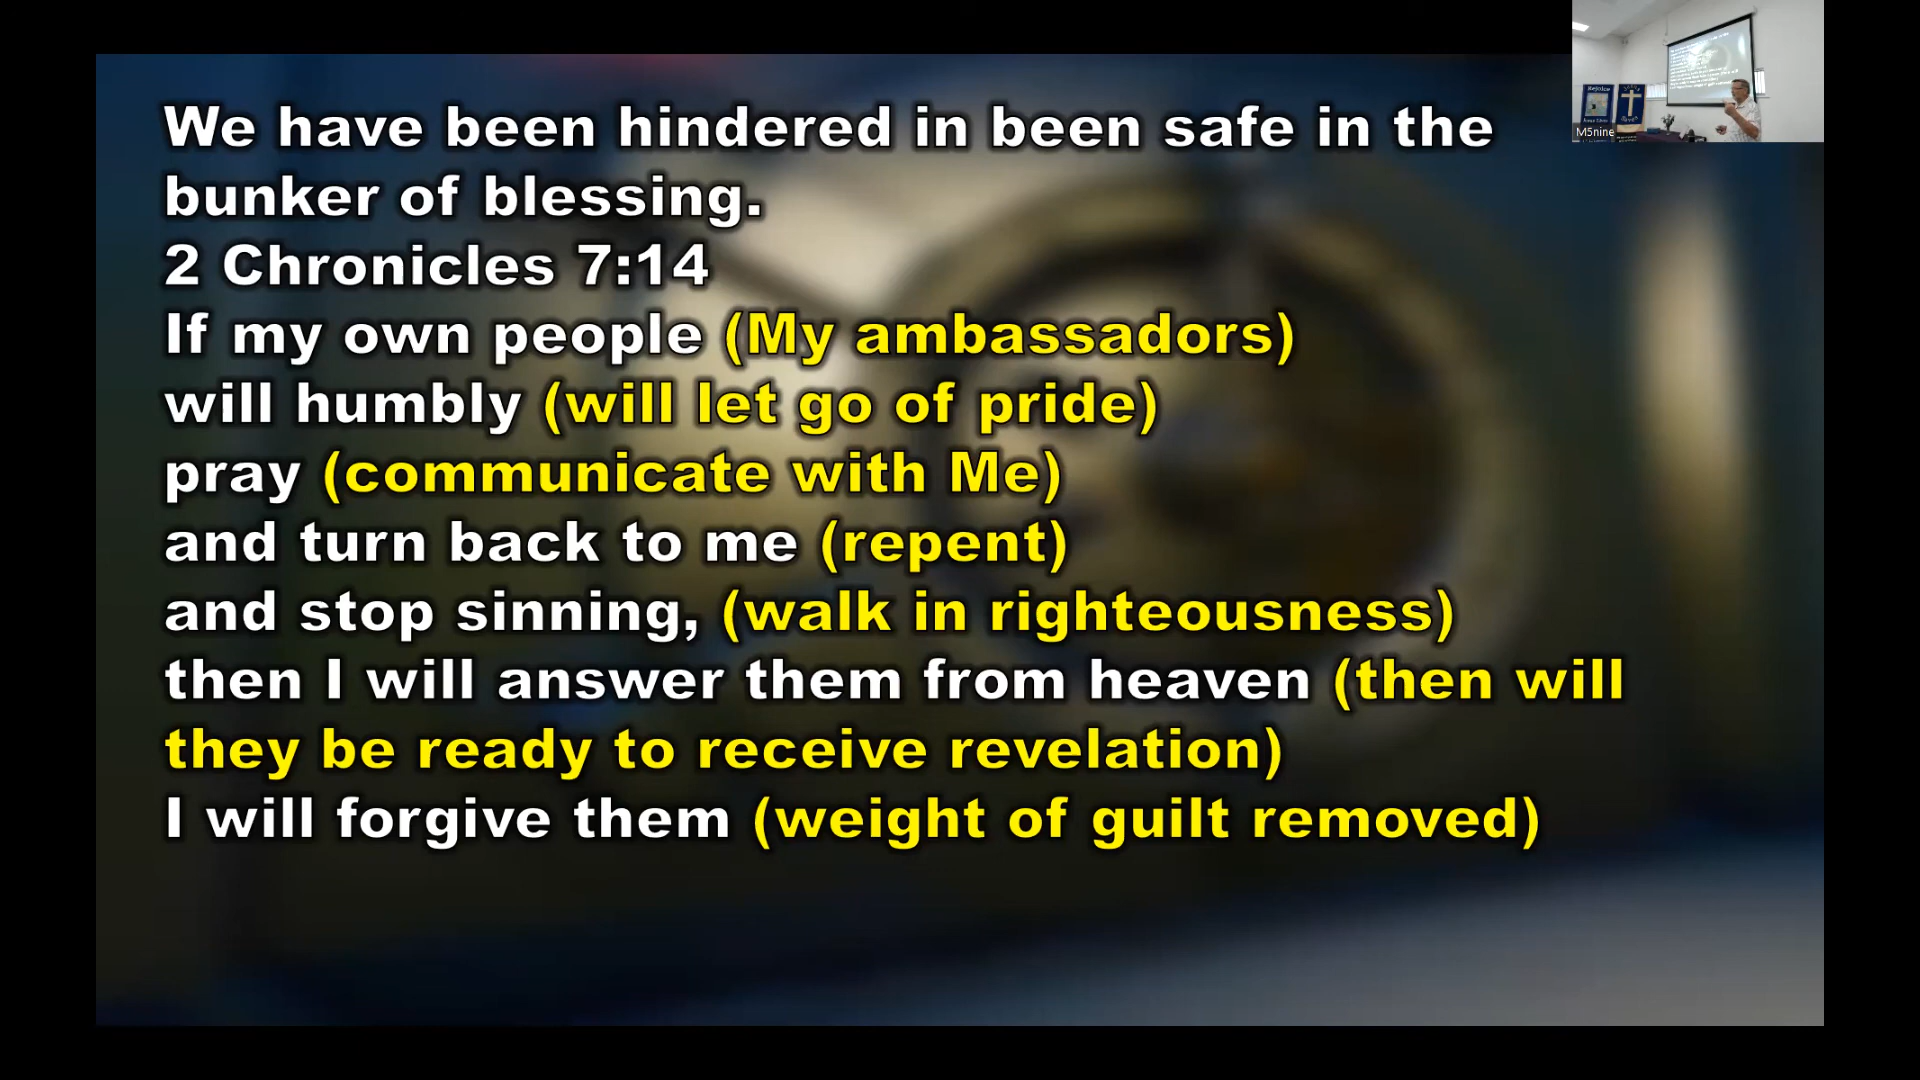 We have been hindered in been safe in the
bunker of blessing.
2 Chronicles 7:14
If my own people (My ambassadors)
will humbly (will let go of pride)
pray (communicate with Me)
and turn back to me (repent)
and stop sinning, (walk in righteousness)
then I will answer them from heaven (then will
they be ready to receive revelation)
I will forgive them (weight of guilt removed)
Rejoice
M5nine